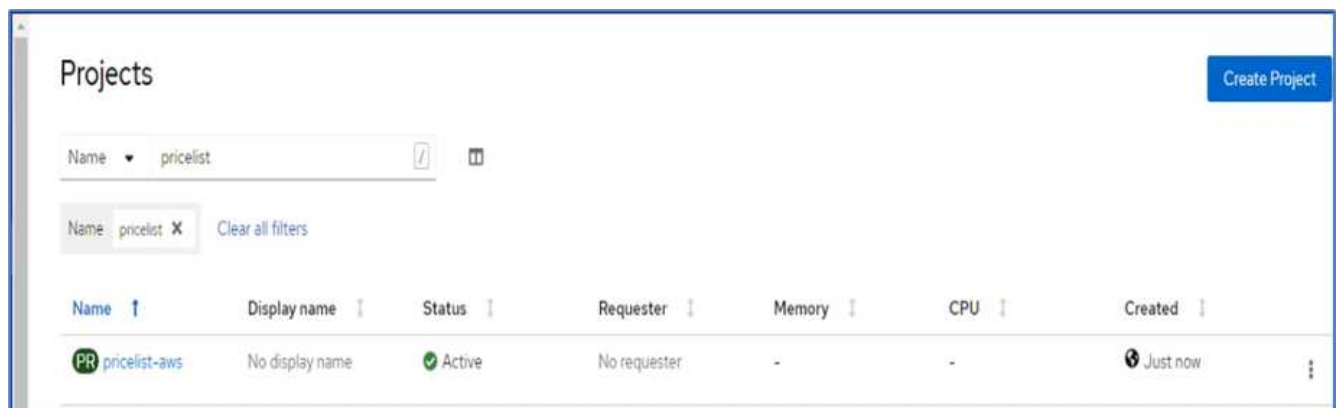 Projects
Create Project
Name pricelist /
Name pricelist Clear all filters
Name Display name Status Requester Memory CPU Created
PR pricelist-aws No display name Active No requester - - Just now